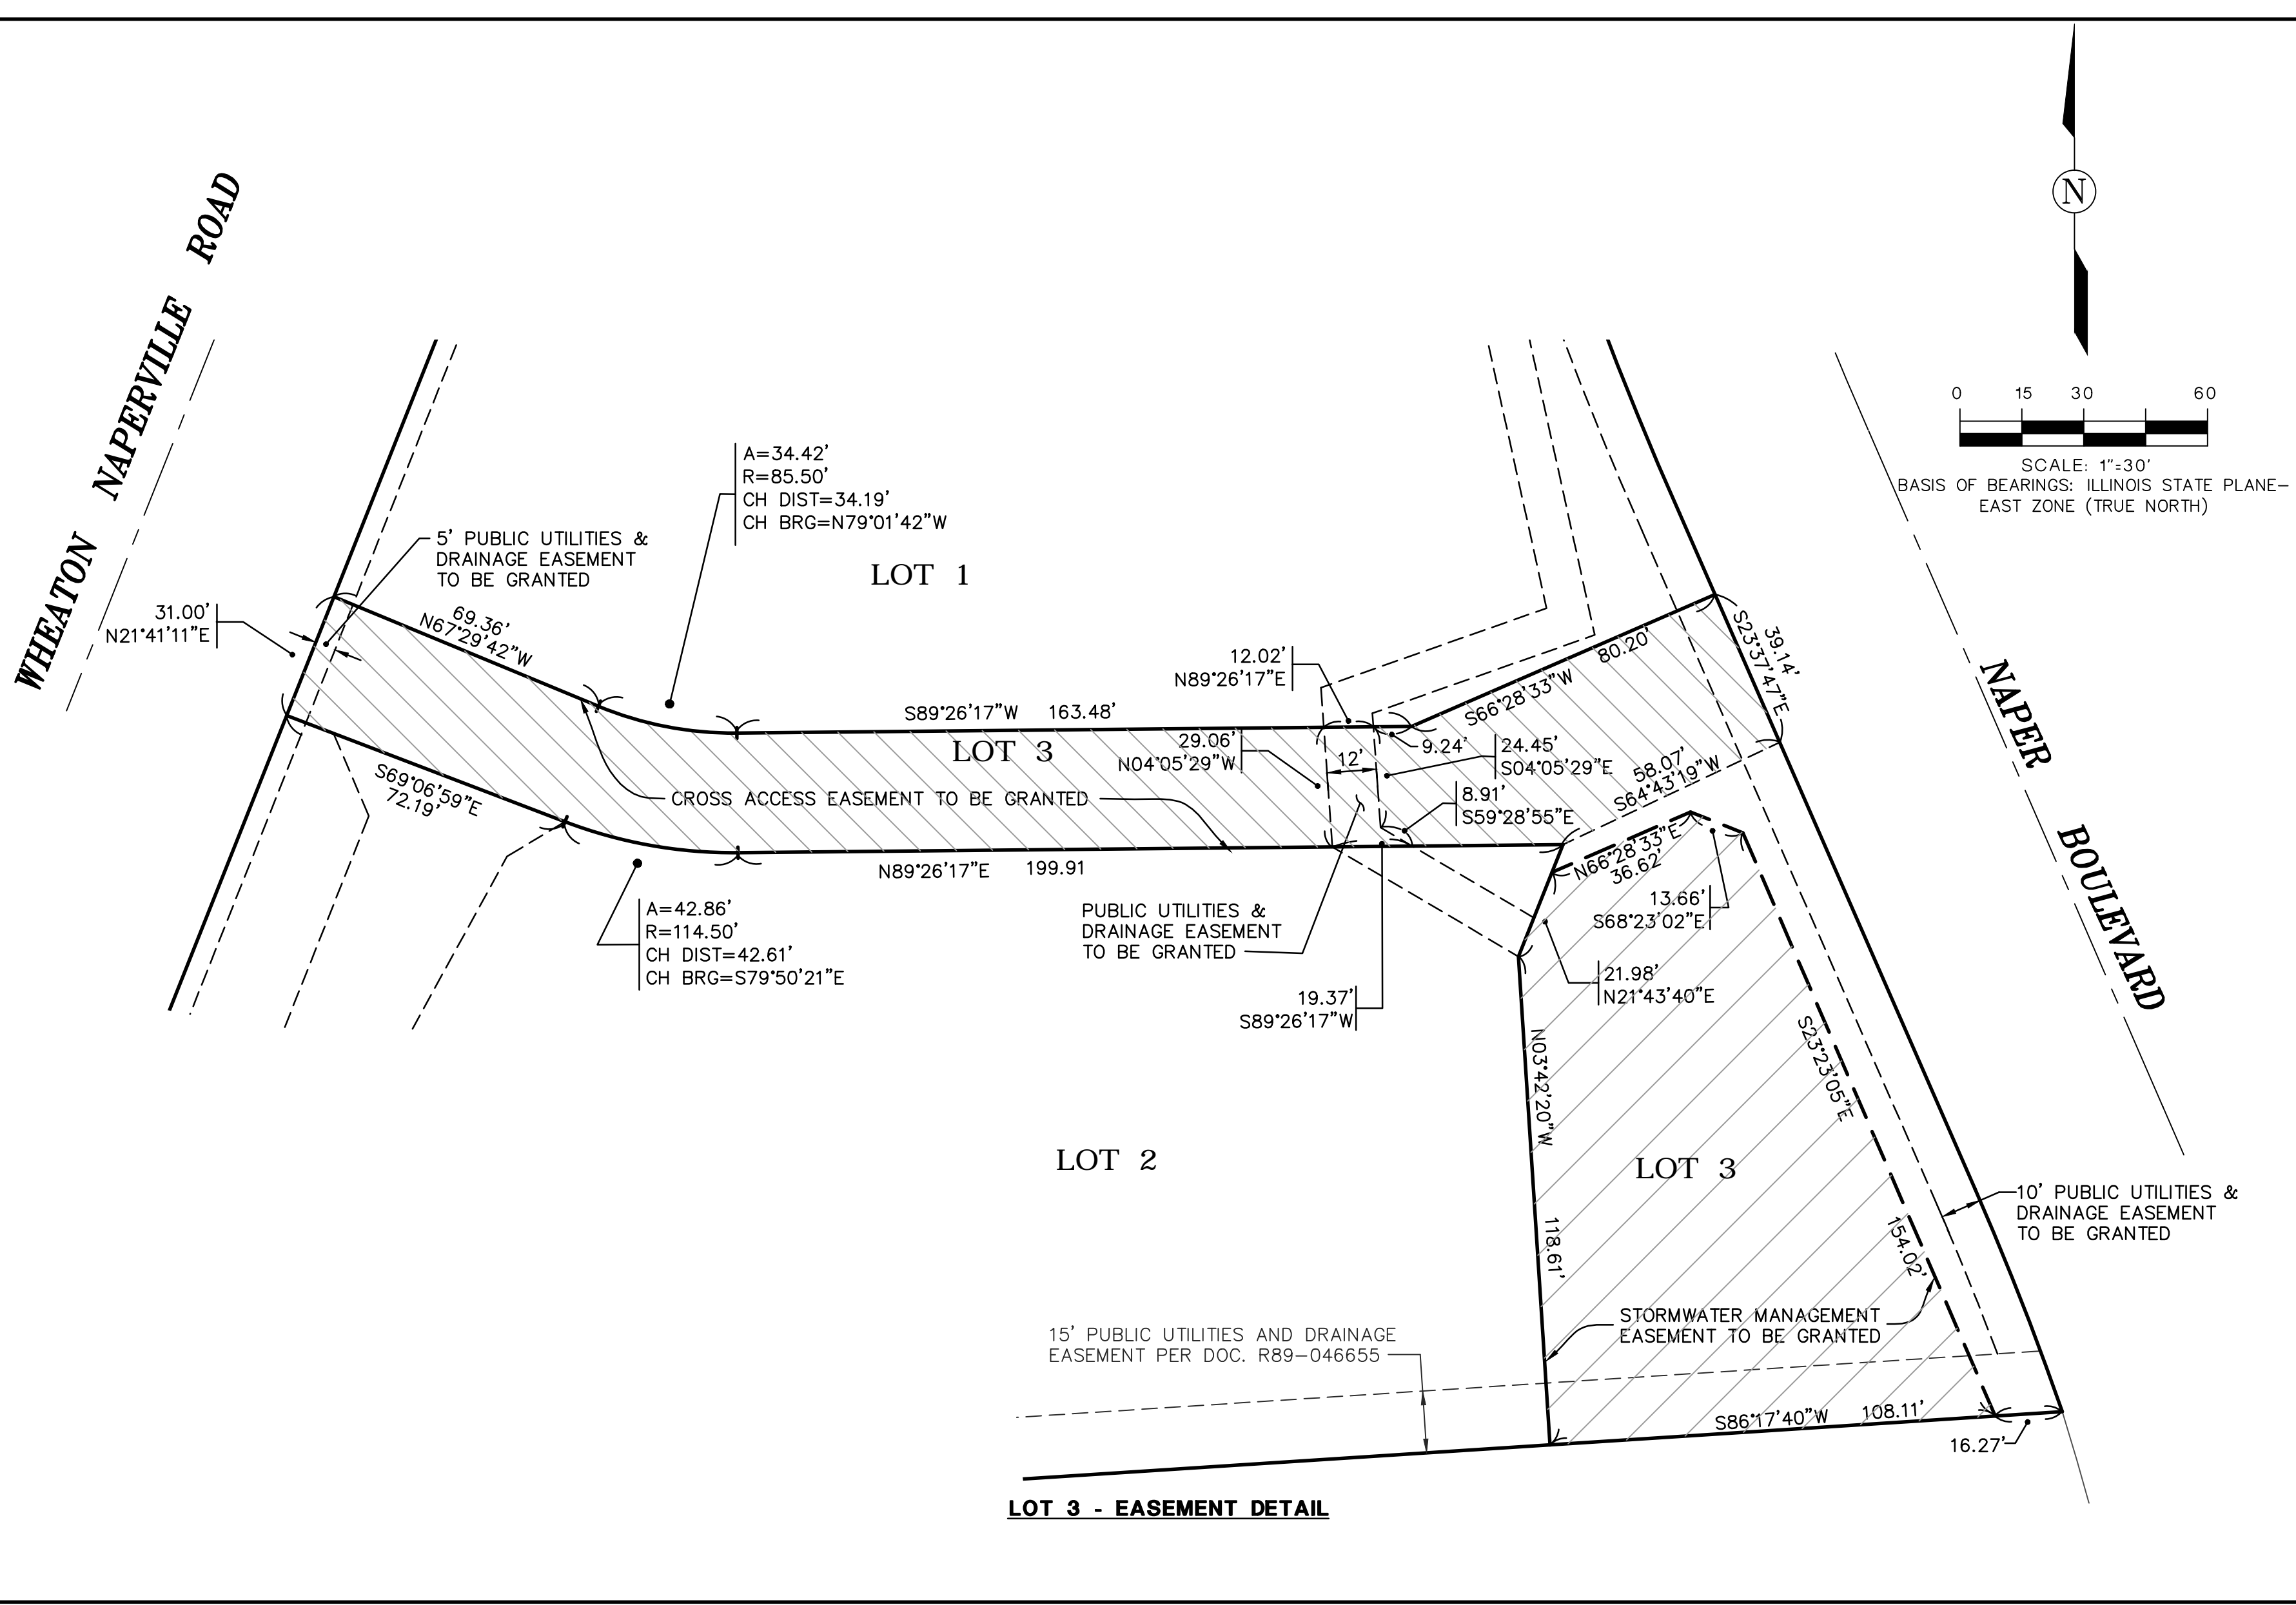 WHEATON NAPERVILLE ROAD
N
0 15 30 60
SCALE: 1"=30'
BASIS OF BEARINGS: ILLINOIS STATE PLANE-
EAST ZONE (TRUE NORTH)
A=34.42'
R=85.50'
CH DIST=34.19'
CH BRG=N79°01'42"W
5' PUBLIC UTILITIES &
DRAINAGE EASEMENT
TO BE GRANTED
LOT 1
31.00'
N21°41'11"E
69.36'
N67°29'42"W
12.02'
N89°26'17"E
80.20'
S66°28'33"W
39.14'
S23°37'47"E
NAPER BOULEVARD
S89°26'17"W 163.48'
LOT 3
29.06'
N04°05'29"W
12'
9.24'
24.45'
S04°05'29"E
58.07'
S64°43'19"W
S69°06'59"E
72.19'
CROSS ACCESS EASEMENT TO BE GRANTED
8.91'
S59°28'55"E
N89°26'17"E 199.91
N66°28'33"E
36.62'
13.66'
S68°23'02"E
A=42.86'
R=114.50'
CH DIST=42.61'
CH BRG=S79°50'21"E
PUBLIC UTILITIES &
DRAINAGE EASEMENT
TO BE GRANTED
21.98'
N21°43'40"E
19.37'
S89°26'17"W
N03°42'20"W
118.61'
S23°23'05"E
154.02'
LOT 2
LOT 3
10' PUBLIC UTILITIES &
DRAINAGE EASEMENT
TO BE GRANTED
STORMWATER MANAGEMENT
EASEMENT TO BE GRANTED
15' PUBLIC UTILITIES AND DRAINAGE
EASEMENT PER DOC. R89-046655
S86°17'40"W 108.11'
16.27'
LOT 3 - EASEMENT DETAIL